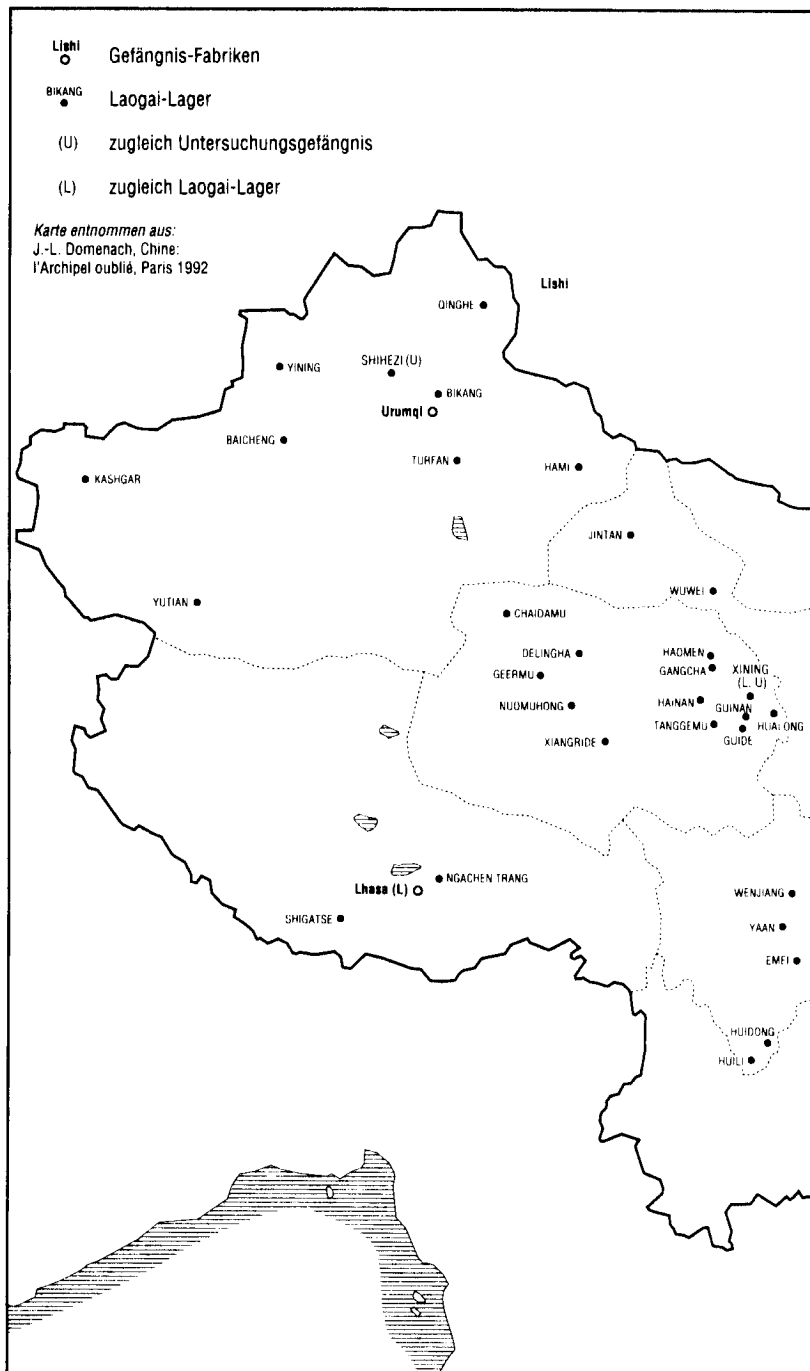 Lishi
Gefängnis-Fabriken
BIKANG
Laogai-Lager
(U) zugleich Untersuchungsgefängnis
(L) zugleich Laogai-Lager
Karte entnommen aus:
J.-L. Domenach, Chine:
l'Archipel oublié, Paris 1992
Lishi
QINGHE
YINING
SHIHEZI (U)
BIKANG
Urumqi
BAICHENG
TURFAN
HAMI
KASHGAR
JINTAN
YUTIAN
WUWEI
CHAIDAMU
DELINGHA
HAOMEN
GEERMU
GANGCHA
XINING
(L, U)
NUOMUHONG
HAINAN
GUINAN
HUALONG
TANGGEMU
GUIDE
XIANGRIDE
NGACHEN TRANG
Lhasa (L)
WENJIANG
SHIGATSE
YAAN
EMEI
HUIDONG
HUILI